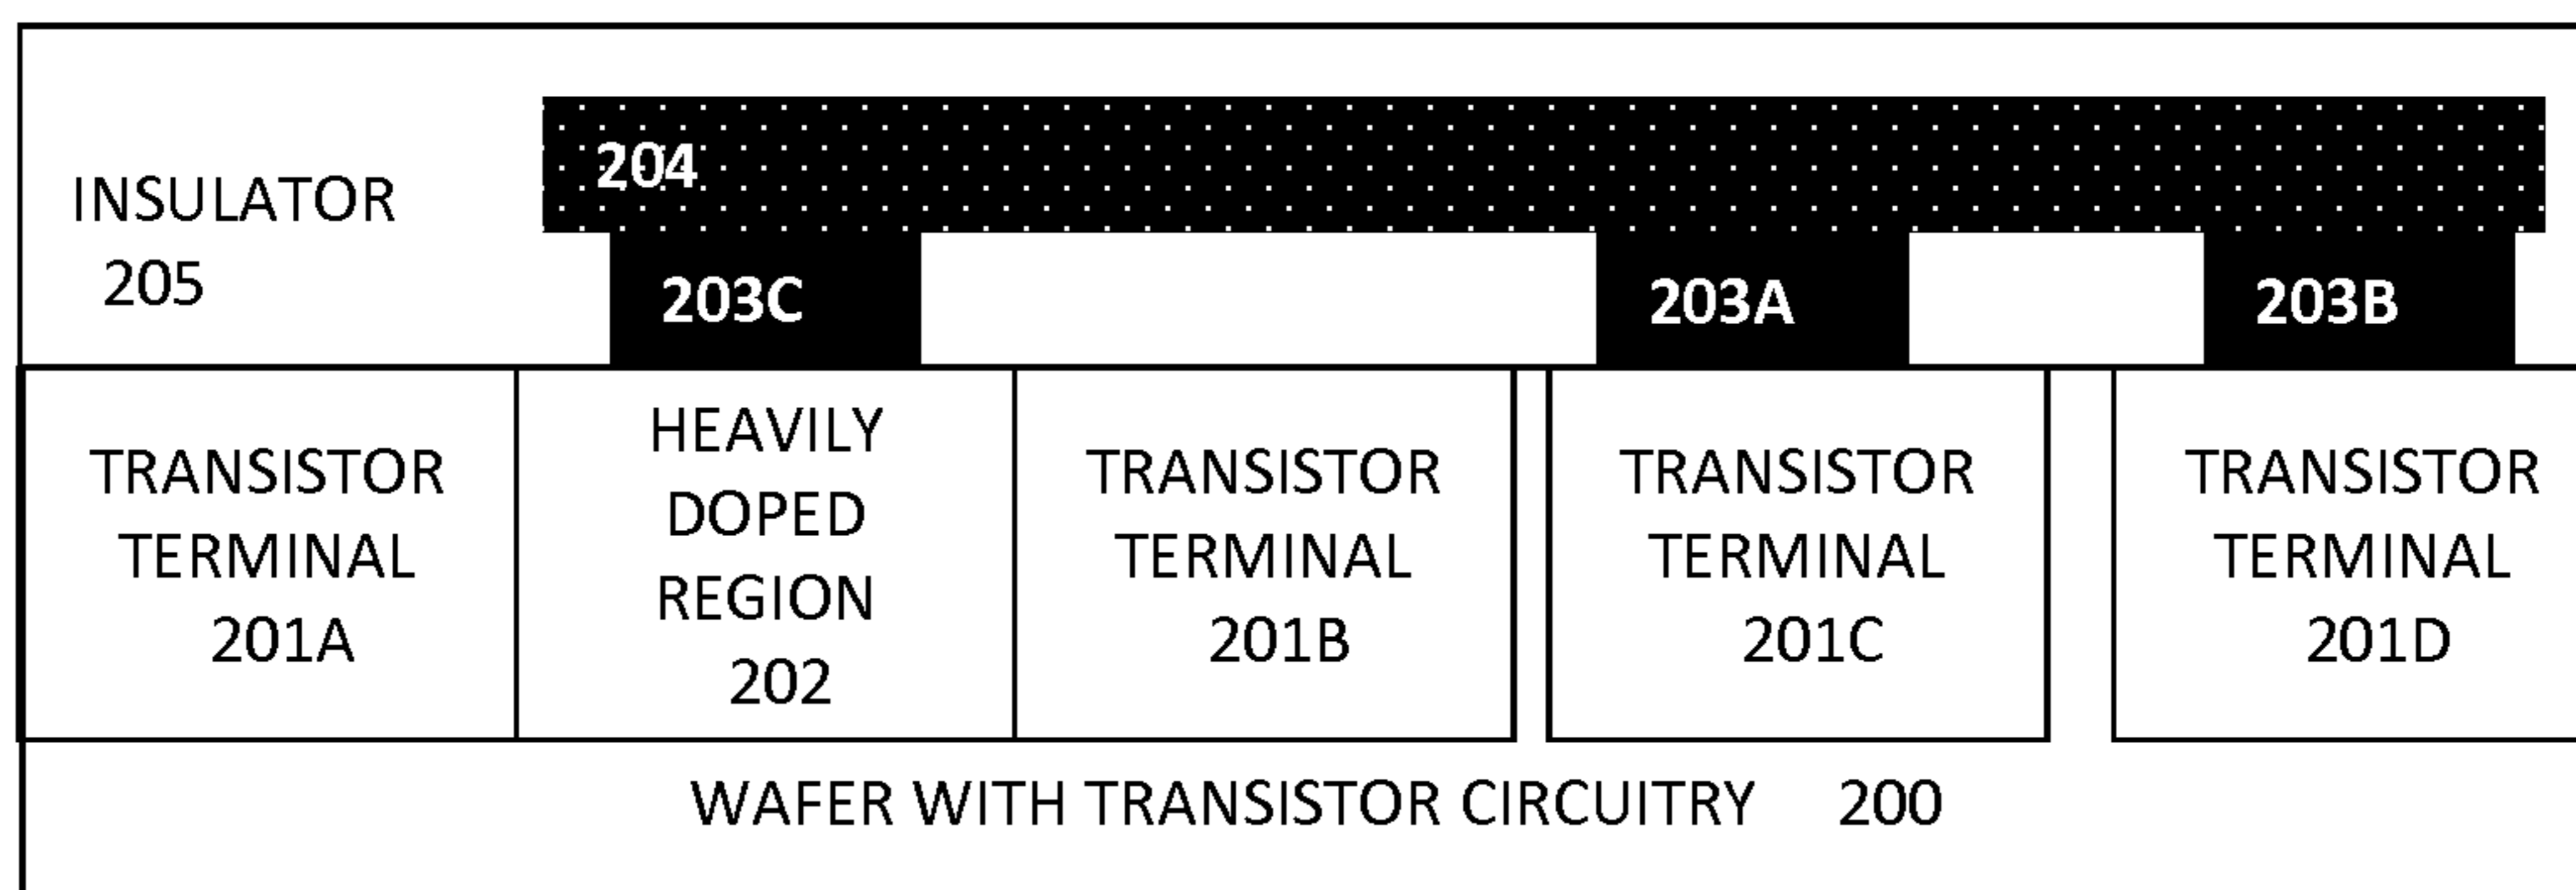 204
INSULATOR
205
203C
203A
203B
TRANSISTOR
TERMINAL
201A
HEAVILY
DOPED
REGION
202
TRANSISTOR
TERMINAL
201B
TRANSISTOR
TERMINAL
201C
TRANSISTOR
TERMINAL
201D
WAFER WITH TRANSISTOR CIRCUITRY 200